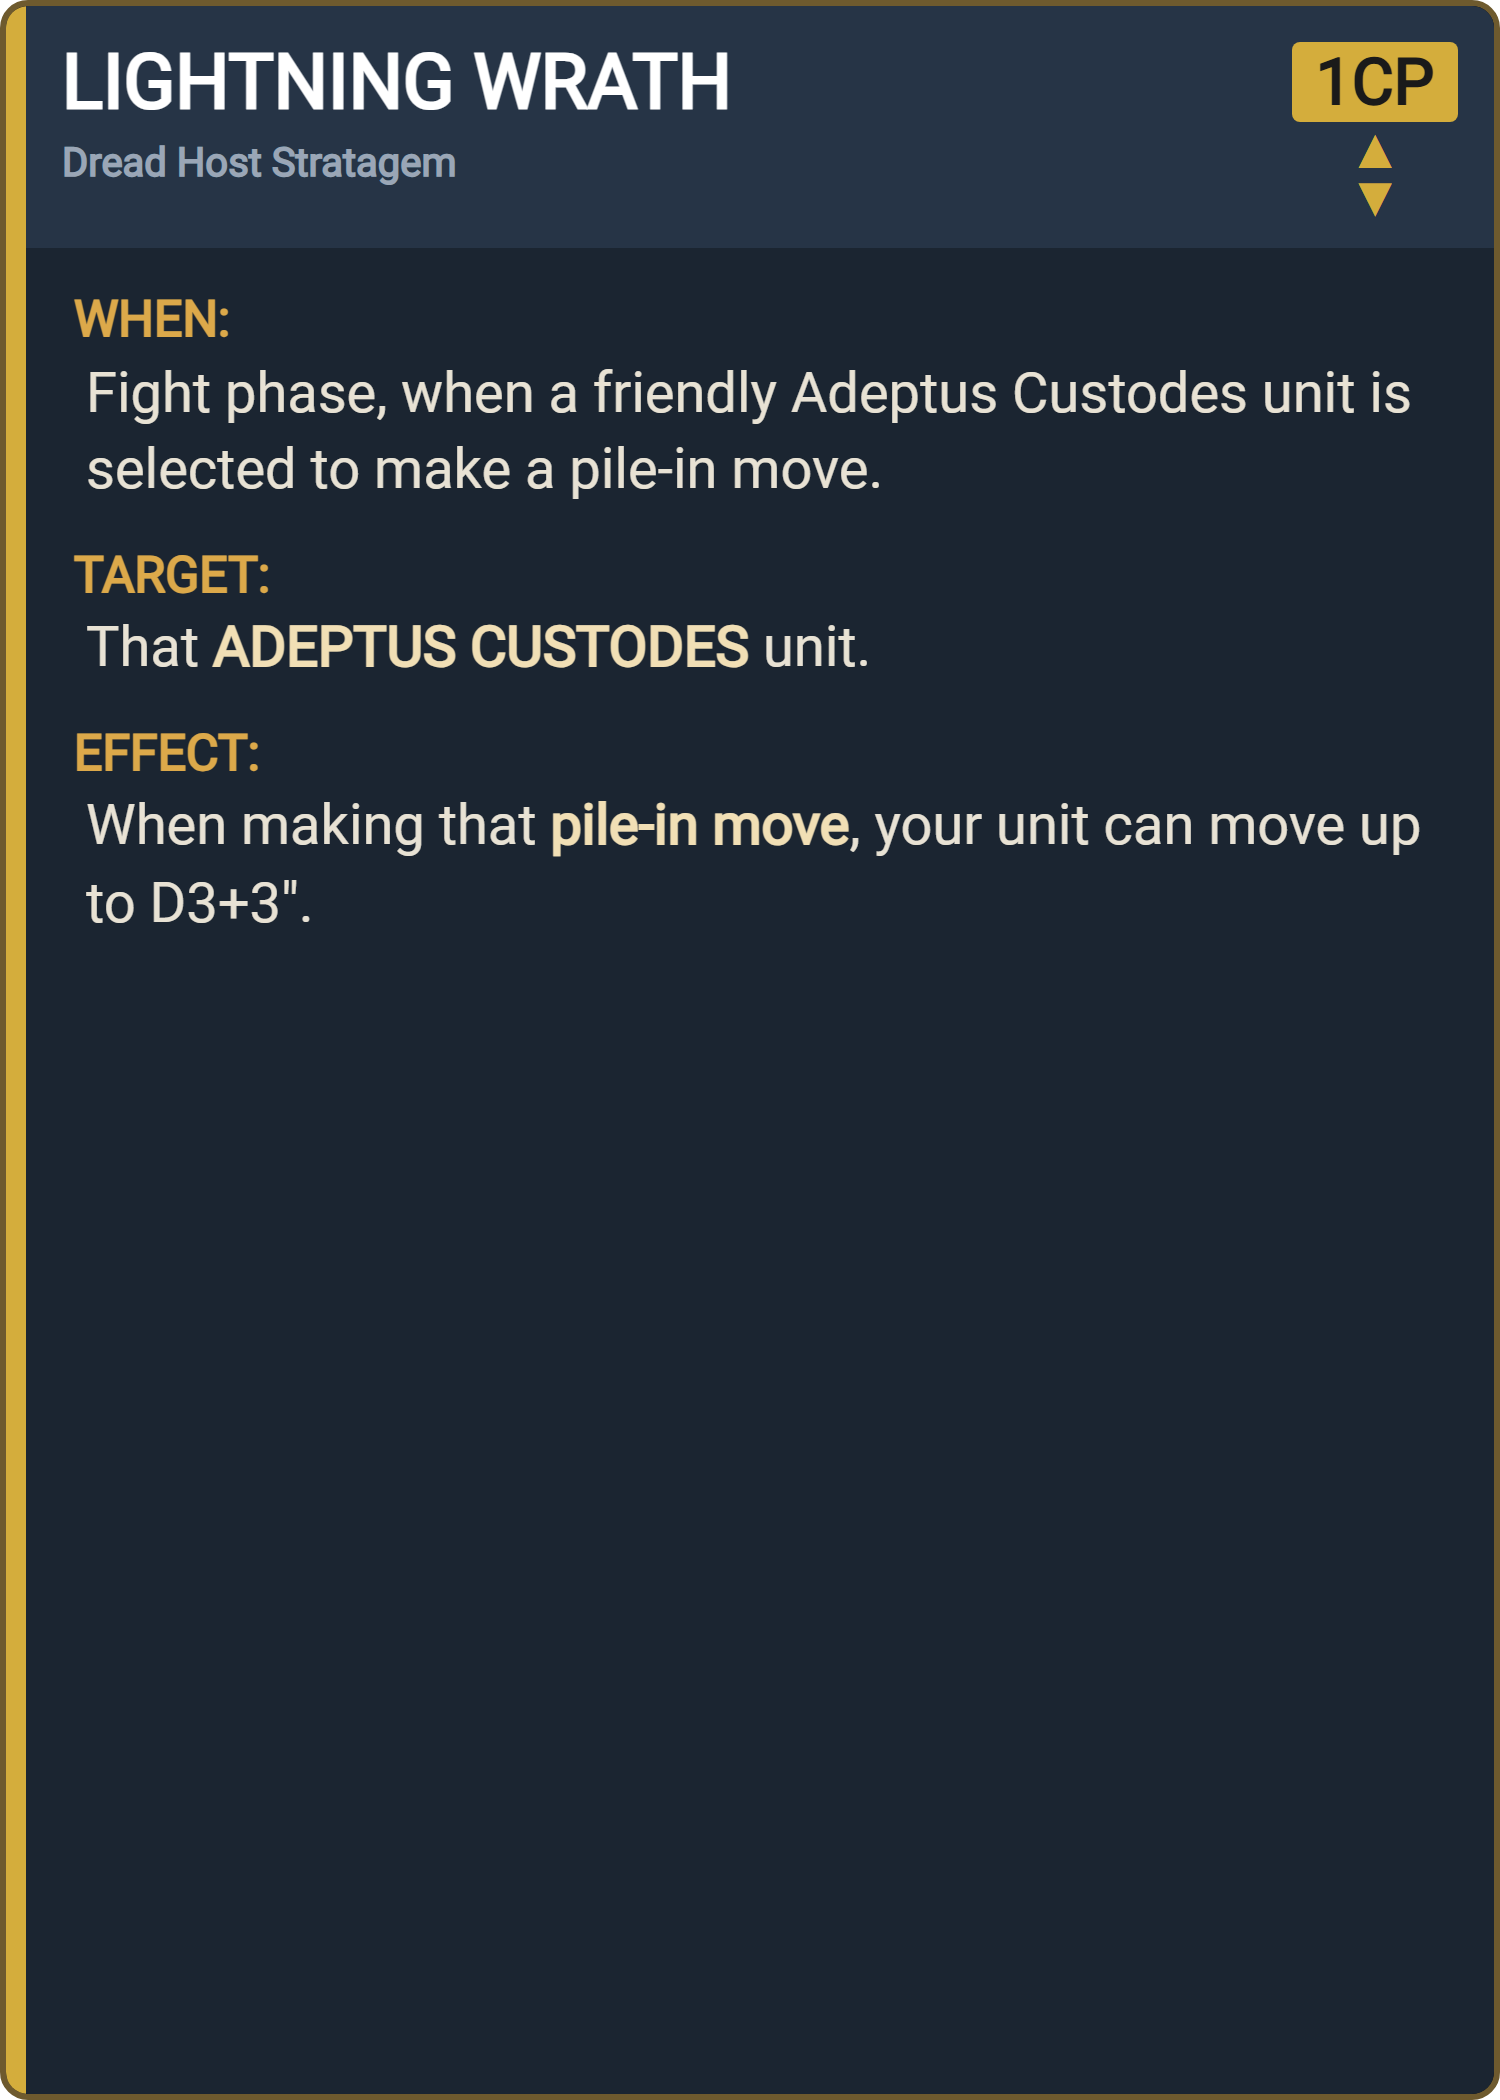 LIGHTNING WRATH
1CP
Dread Host Stratagem
▲
▼
WHEN:
Fight phase, when a friendly Adeptus Custodes unit is
selected to make a pile-in move.
TARGET:
That ADEPTUS CUSTODES unit.
EFFECT:
When making that pile-in move, your unit can move up
to D3+3".